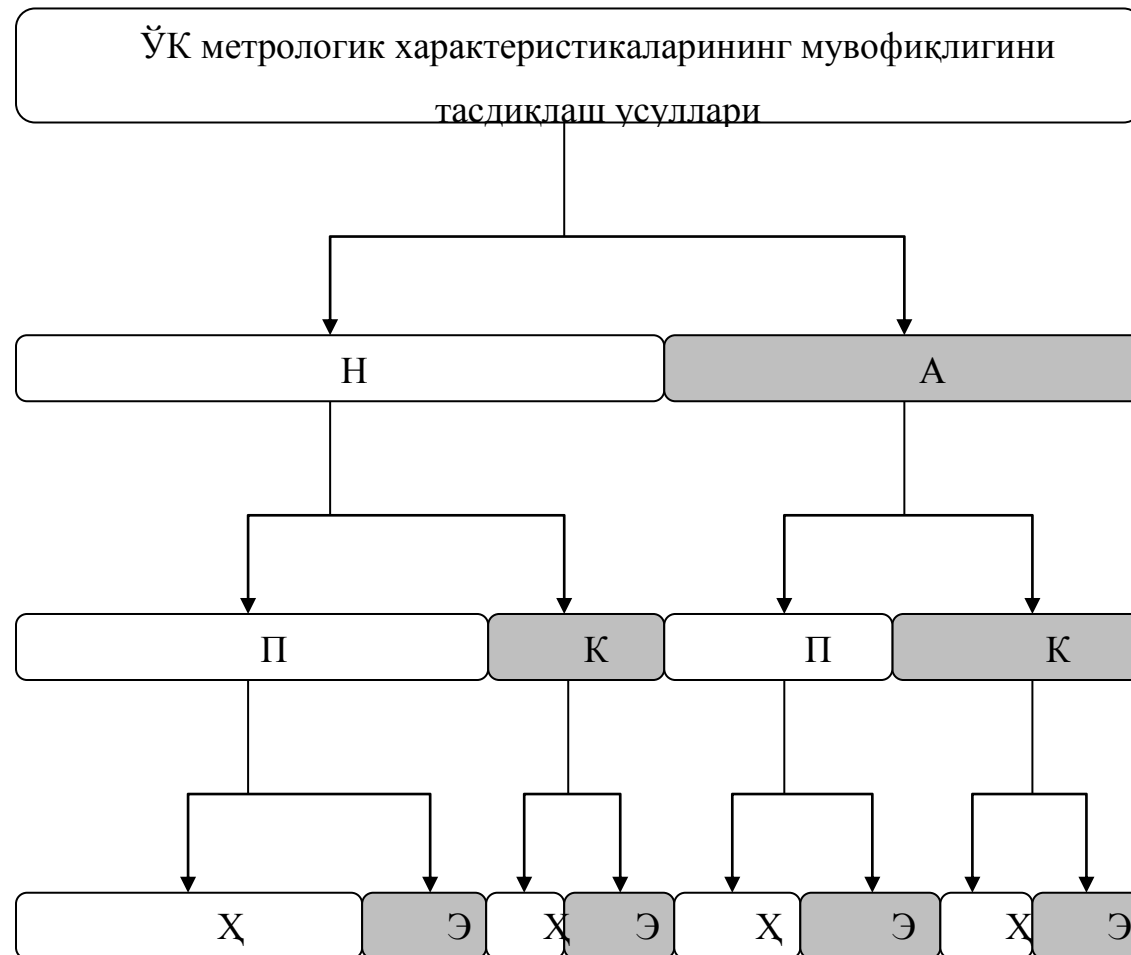 ЎК метрологик характеристикаларининг мувофиқлигини
тасдиқлаш усуллари
Н А
П К П К
Ҳ Э Ҳ Э Ҳ Э Ҳ Э